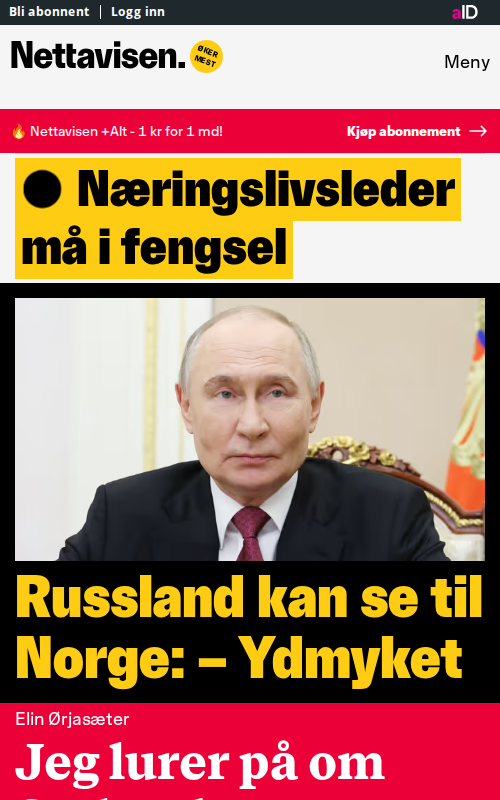 Bli abonnent | Logg inn
aID
Nettavisen.
ØKER
MEST
Meny
Nettavisen +Alt - 1 kr for 1 md!
Kjøp abonnement
Næringslivsleder
må i fengsel
Russland kan se til
Norge: – Ydmyket
Elin Ørjasæter
Jeg lurer på om